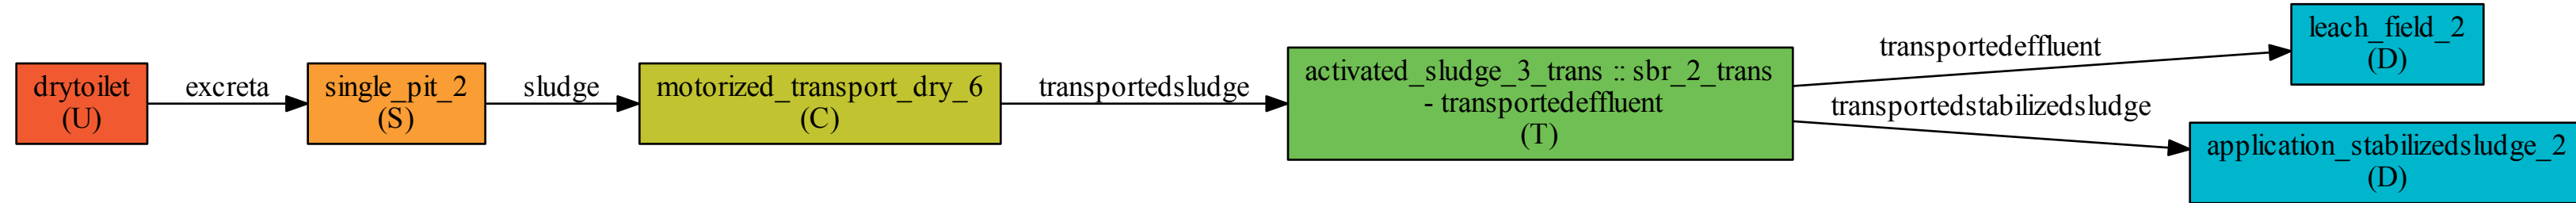 drytoilet
(U)
excreta
single_pit_2
(S)
sludge
motorized_transport_dry_6
(C)
transportedsludge
activated_sludge_3_trans :: sbr_2_trans
- transportedeffluent
(T)
transportedeffluent
transportedstabilizedsludge
leach_field_2
(D)
application_stabilizedsludge_2
(D)